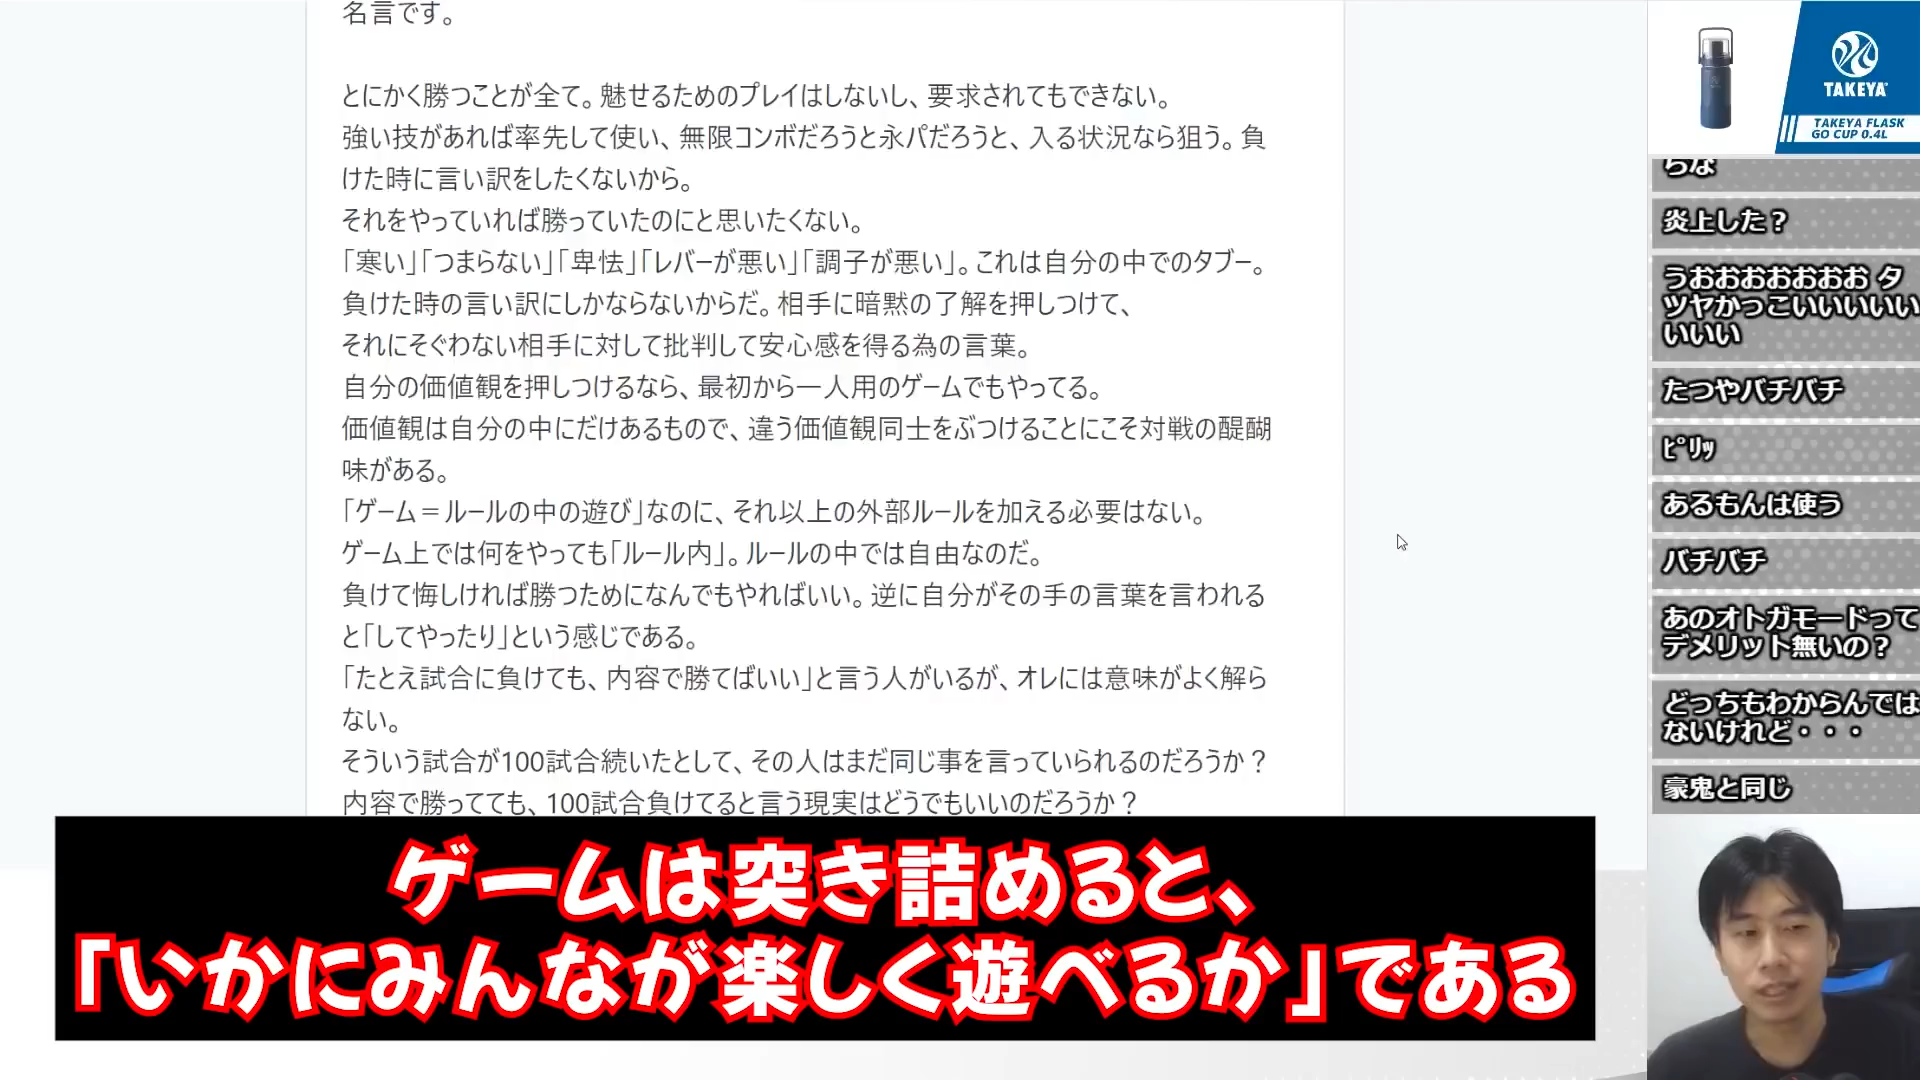 名言です。
とにかく勝つことが全て。魅せるためのプレイはしないし、要求されてもできない。
強い技があれば率先して使い、無限コンボだろうと永パだろうと、入る状況なら狙う。負
けた時に言い訳をしたくないから。
それをやっていれば勝っていたのにと思いたくない。
「寒い」「つまらない」「卑怯」「レバーが悪い」「調子が悪い」。これは自分の中でのタブー。
負けた時の言い訳にしかならないからだ。相手に暗黙の了解を押しつけて、
それにそぐわない相手に対して批判して安心感を得る為の言葉。
自分の価値観を押しつけるなら、最初から一人用のゲームでもやってる。
価値観は自分の中にだけあるもので、違う価値観同士をぶつけることにこそ対戦の醍醐
味がある。
「ゲーム＝ルールの中の遊び」なのに、それ以上の外部ルールを加える必要はない。
ゲーム上では何をやっても「ルール内」。ルールの中では自由なのだ。
負けて悔しければ勝つためになんでもやればいい。逆に自分がその手の言葉を言われる
と「してやったり」という感じである。
「たとえ試合に負けても、内容で勝てばいい」と言う人がいるが、オレには意味がよく解ら
ない。
そういう試合が100試合続いたとして、その人はまだ同じ事を言っていられるのだろうか？
内容で勝ってても、100試合負けてると言う現実はどうでもいいのだろうか？
ゲームは突き詰めると、
「いかにみんなが楽しく遊べるか」である
TAKEYA
TAKEYA FLASK
GO CUP 0.4L
らな
炎上した？
うおおおおおおお タ
ツヤかっこいいいいい
いいい
たつやバチバチ
ﾋﾟﾘｯ
あるもんは使う
バチバチ
あのオトガモードって
デメリット無いの？
どっちもわからんでは
ないけれど・・・
豪鬼と同じ